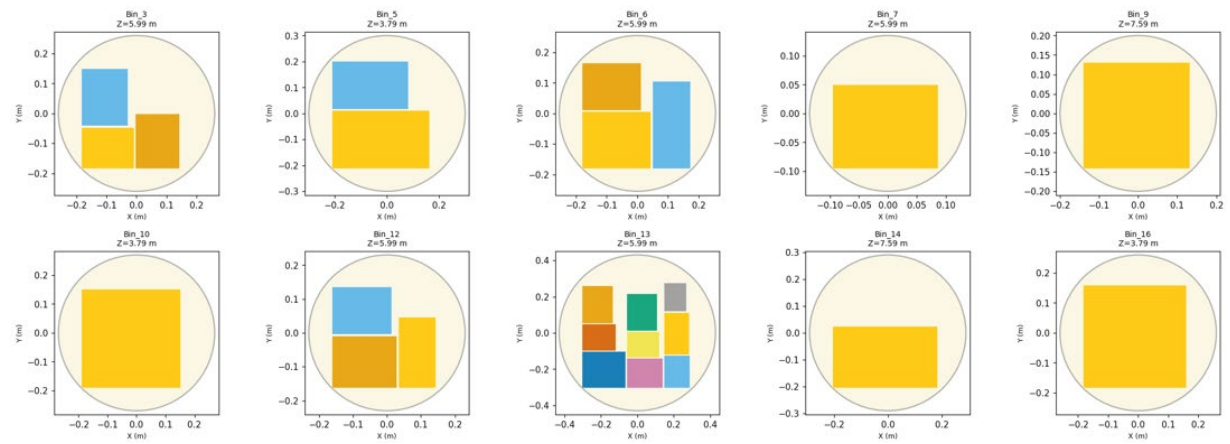 Bin_3
Z=5.99 m
Y (m)
0.2
0.1
0.0
−0.1
−0.2
−0.2 −0.1 0.0 0.1 0.2
X (m)
Bin_5
Z=3.79 m
Y (m)
0.3
0.2
0.1
0.0
−0.1
−0.2
−0.3
−0.2 0.0 0.2
X (m)
Bin_6
Z=5.99 m
Y (m)
0.2
0.1
0.0
−0.1
−0.2
−0.2 0.0 0.2
X (m)
Bin_7
Z=5.99 m
Y (m)
0.10
0.05
0.00
−0.05
−0.10
−0.10 −0.05 0.00 0.05 0.10
X (m)
Bin_9
Z=7.59 m
Y (m)
0.20
0.15
0.10
0.05
0.00
−0.05
−0.10
−0.15
−0.20
−0.2 −0.1 0.0 0.1 0.2
X (m)
Bin_10
Z=3.79 m
Y (m)
0.2
0.1
0.0
−0.1
−0.2
−0.2 −0.1 0.0 0.1 0.2
X (m)
Bin_12
Z=5.99 m
Y (m)
0.2
0.1
0.0
−0.1
−0.2
−0.2 −0.1 0.0 0.1 0.2
X (m)
Bin_13
Z=5.99 m
Y (m)
0.4
0.2
0.0
−0.2
−0.4
−0.4 −0.2 0.0 0.2 0.4
X (m)
Bin_14
Z=7.59 m
Y (m)
0.3
0.2
0.1
0.0
−0.1
−0.2
−0.3
−0.2 0.0 0.2
X (m)
Bin_16
Z=3.79 m
Y (m)
0.2
0.1
0.0
−0.1
−0.2
−0.2 −0.1 0.0 0.1 0.2
X (m)